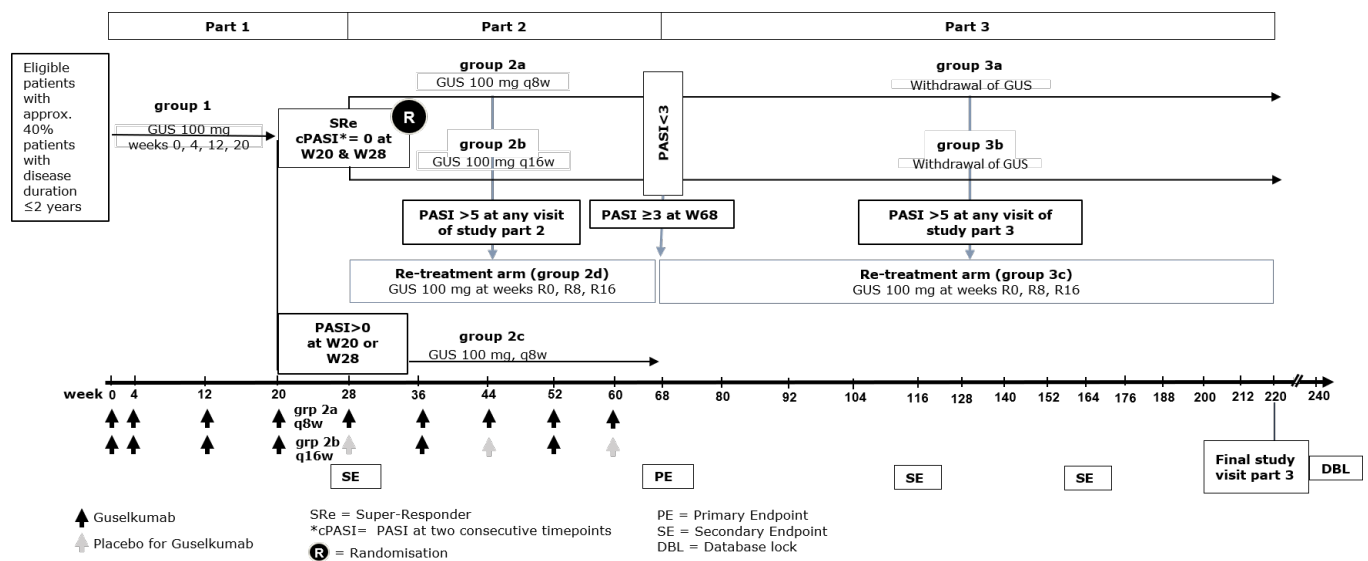 Part 1
Part 2
Part 3
Eligible
patients
with
approx.
40%
patients
with
disease
duration
≤2 years
group 1
GUS 100 mg
weeks 0, 4, 12, 20
SRe
cPASI*= 0 at
W20 & W28
R
group 2a
GUS 100 mg q8w
group 2b
GUS 100 mg q16w
PASI<3
group 3a
Withdrawal of GUS
group 3b
Withdrawal of GUS
PASI >5 at any visit
of study part 2
PASI ≥3 at W68
PASI >5 at any visit of
study part 3
Re-treatment arm (group 2d)
GUS 100 mg at weeks R0, R8, R16
Re-treatment arm (group 3c)
GUS 100 mg at weeks R0, R8, R16
PASI>0
at W20 or
W28
group 2c
GUS 100 mg, q8w
week 0 4 12 20 28 36 44 52 60 68 80 92 104 116 128 140 152 164 176 188 200 212 220 240
grp 2a
q8w
grp 2b
q16w
SE
PE
SE
SE
Final study
visit part 3
DBL
Guselkumab
Placebo for Guselkumab
SRe = Super-Responder
*cPASI= PASI at two consecutive timepoints
R = Randomisation
PE = Primary Endpoint
SE = Secondary Endpoint
DBL = Database lock